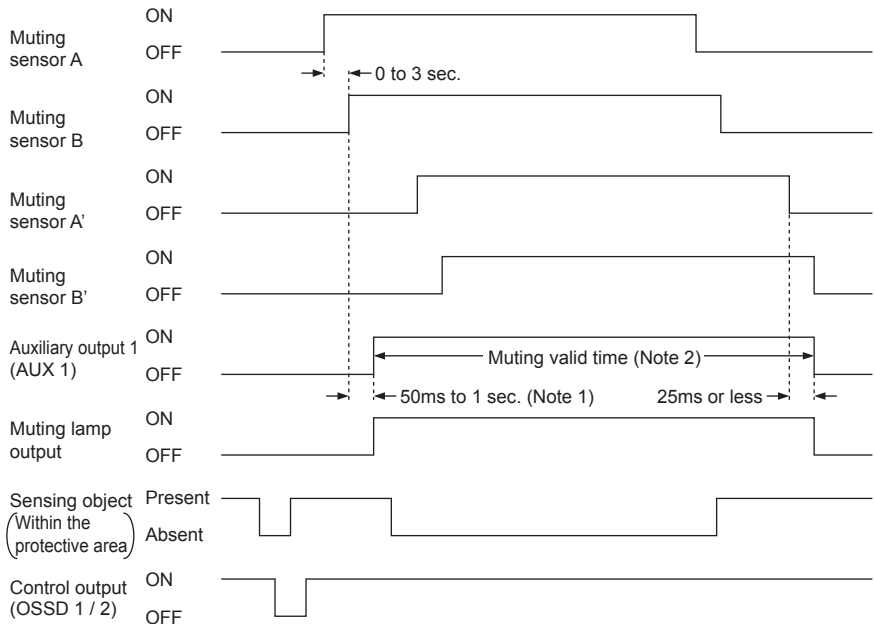 ON
Muting
sensor A
OFF
0 to 3 sec.
ON
Muting
sensor B
OFF
ON
Muting
sensor A'
OFF
ON
Muting
sensor B'
OFF
ON
Auxiliary output 1
(AUX 1)
OFF
Muting valid time (Note 2)
50ms to 1 sec. (Note 1)
25ms or less
ON
Muting lamp
output
OFF
Sensing object
(Within the
protective area)
Present
Absent
ON
Control output
(OSSD 1 / 2)
OFF